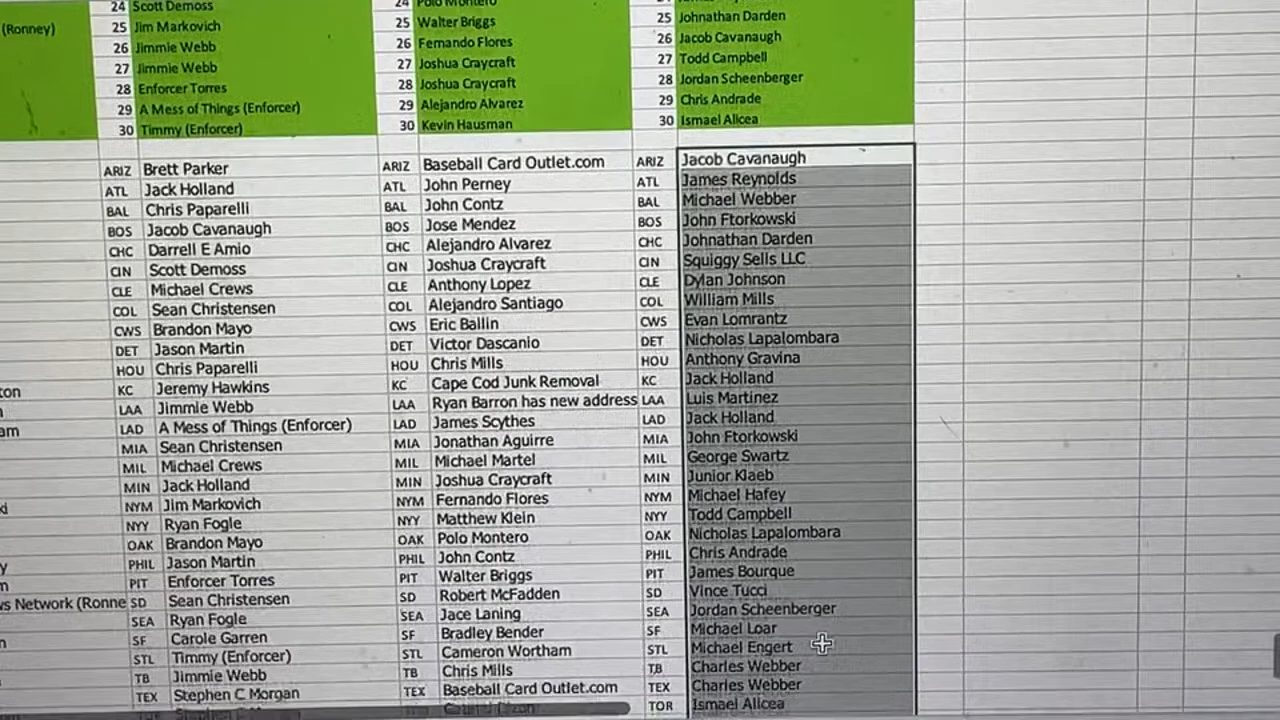 24 Scott Demoss 24 Polo Montero
(Ronney) 25 Jim Markovich 25 Walter Briggs 25 Johnathan Darden
26 Jimmie Webb 26 Fernando Flores 26 Jacob Cavanaugh
27 Jimmie Webb 27 Joshua Craycraft 27 Todd Campbell
28 Enforcer Torres 28 Joshua Craycraft 28 Jordan Scheenberger
29 A Mess of Things (Enforcer) 29 Alejandro Alvarez 29 Chris Andrade
30 Timmy (Enforcer) 30 Kevin Hausman 30 Ismael Alicea
ARIZ Brett Parker ARIZ Baseball Card Outlet.com ARIZ Jacob Cavanaugh
ATL Jack Holland ATL John Perney ATL James Reynolds
BAL Chris Paparelli BAL John Contz BAL Michael Webber
BOS Jacob Cavanaugh BOS Jose Mendez BOS John Ftorkowski
CHC Darrell E Amio CHC Alejandro Alvarez CHC Johnathan Darden
CIN Scott Demoss CIN Joshua Craycraft CIN Squiggy Sells LLC
CLE Michael Crews CLE Anthony Lopez CLE Dylan Johnson
COL Sean Christensen COL Alejandro Santiago COL William Mills
CWS Brandon Mayo CWS Eric Ballin CWS Evan Lomrantz
DET Jason Martin DET Victor Dascanio DET Nicholas Lapalombara
HOU Chris Paparelli HOU Chris Mills HOU Anthony Gravina
ton KC Jeremy Hawkins KC Cape Cod Junk Removal KC Jack Holland
LAA Jimmie Webb LAA Ryan Barron has new address LAA Luis Martinez
am LAD A Mess of Things (Enforcer) LAD James Scythes LAD Jack Holland
MIA Sean Christensen MIA Jonathan Aguirre MIA John Ftorkowski
MIL Michael Crews MIL Michael Martel MIL George Swartz
MIN Jack Holland MIN Joshua Craycraft MIN Junior Klaeb
ki NYM Jim Markovich NYM Fernando Flores NYM Michael Hafey
NYY Ryan Fogle NYY Matthew Klein NYY Todd Campbell
OAK Brandon Mayo OAK Polo Montero OAK Nicholas Lapalombara
y PHIL Jason Martin PHIL John Contz PHIL Chris Andrade
PIT Enforcer Torres PIT Walter Briggs PIT James Bourque
vs Network (Ronne SD Sean Christensen SD Robert McFadden SD Vince Tucci
SEA Ryan Fogle SEA Jace Laning SEA Jordan Scheenberger
SF Carole Garren SF Bradley Bender SF Michael Loar
STL Timmy (Enforcer) STL Cameron Wortham STL Michael Engert
TB Jimmie Webb TB Chris Mills TB Charles Webber
TEX Stephen C Morgan TEX Baseball Card Outlet.com TEX Charles Webber
TOR Ismael Alicea